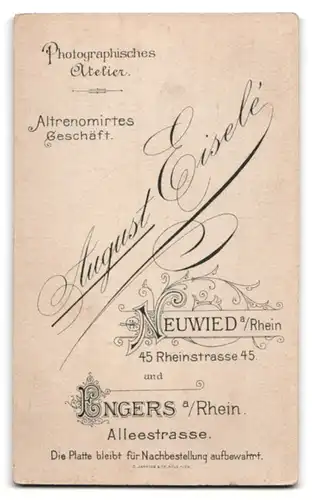 Photographisches
Atelier.
Altrenomirtes
Geschäft.
August Eiselé
NEUWIED a/Rhein
45 Rheinstrasse 45.
und
ENGERS a/Rhein.
Alleestrasse.
Die Platte bleibt für Nachbestellung aufbewahrt.